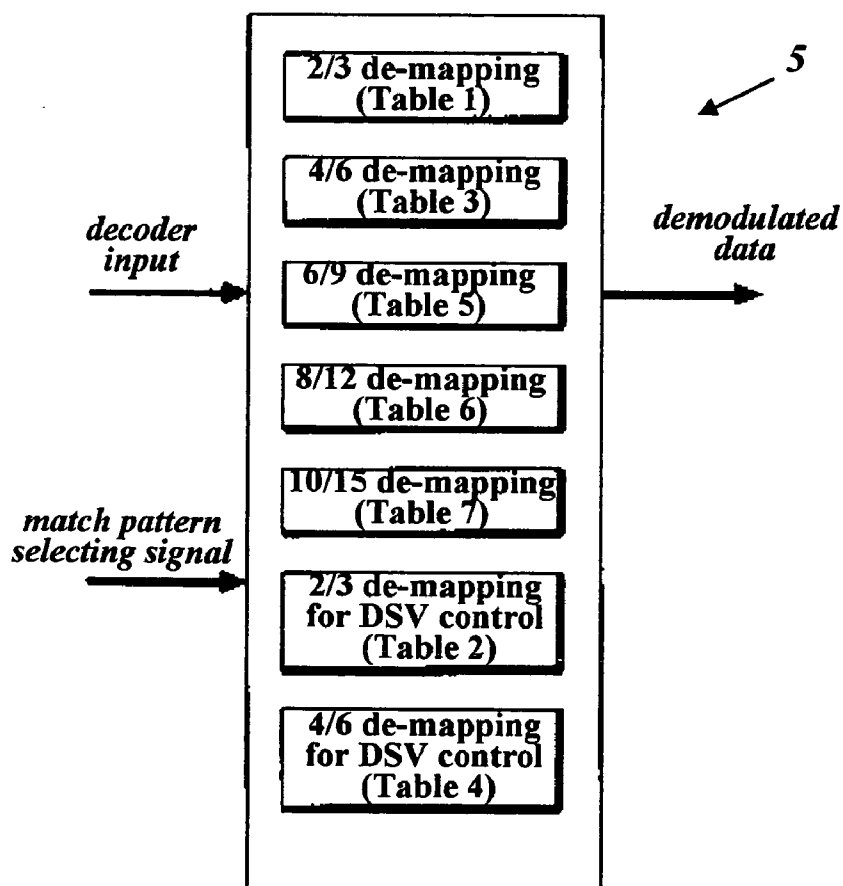 2/3 de-mapping
(Table 1)
5
4/6 de-mapping
(Table 3)
decoder
input
demodulated
data
6/9 de-mapping
(Table 5)
8/12 de-mapping
(Table 6)
10/15 de-mapping
(Table 7)
match pattern
selecting signal
2/3 de-mapping
for DSV control
(Table 2)
4/6 de-mapping
for DSV control
(Table 4)